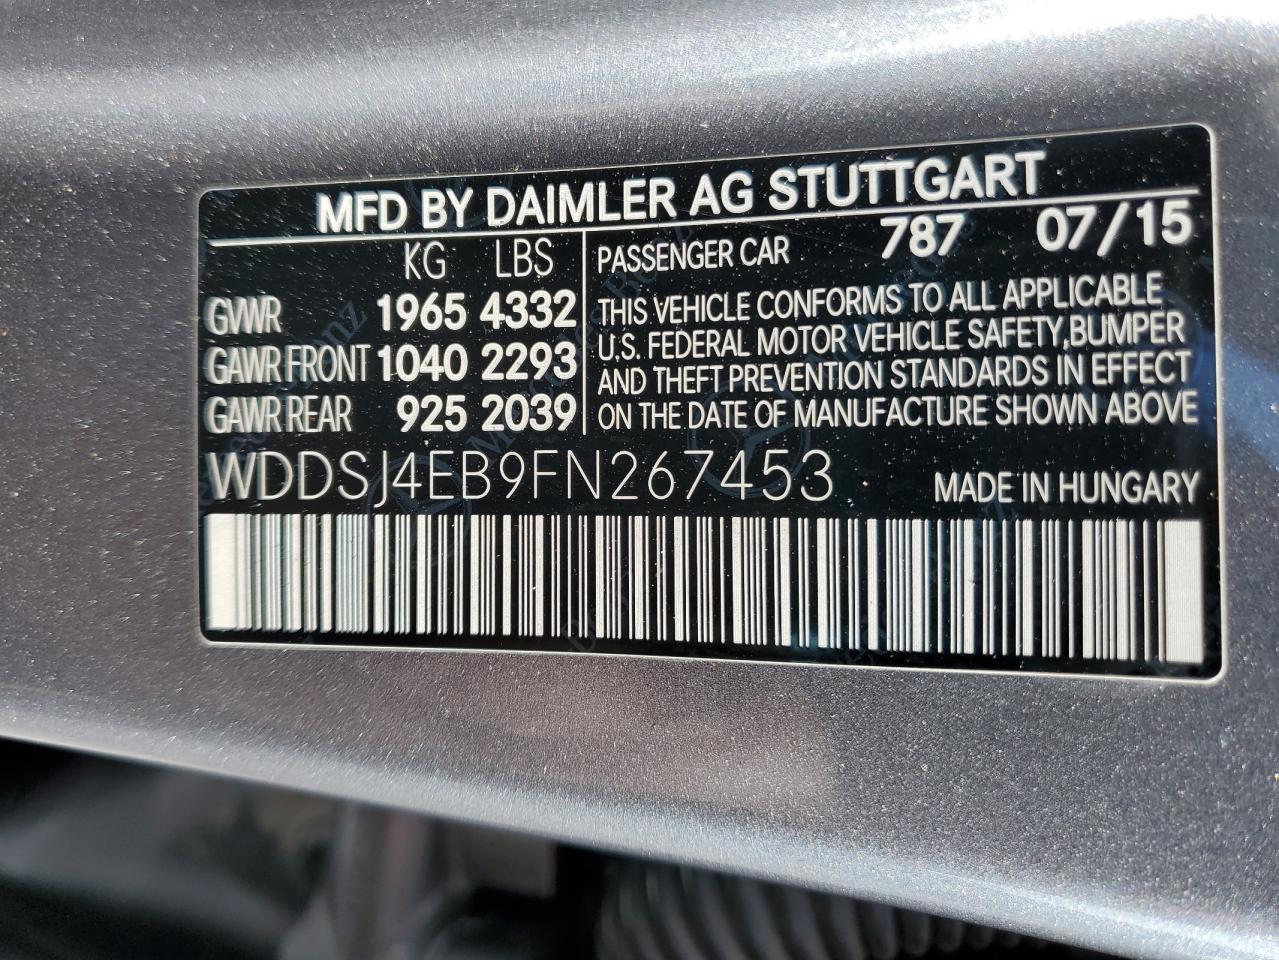 MFD BY DAIMLER AG STUTTGART
KG LBS
GVWR 1965 4332
GAWR FRONT 1040 2293
GAWR REAR 925 2039
PASSENGER CAR 787 07/15
THIS VEHICLE CONFORMS TO ALL APPLICABLE
U.S. FEDERAL MOTOR VEHICLE SAFETY,BUMPER
AND THEFT PREVENTION STANDARDS IN EFFECT
ON THE DATE OF MANUFACTURE SHOWN ABOVE
WDDSJ4EB9FN267453
MADE IN HUNGARY